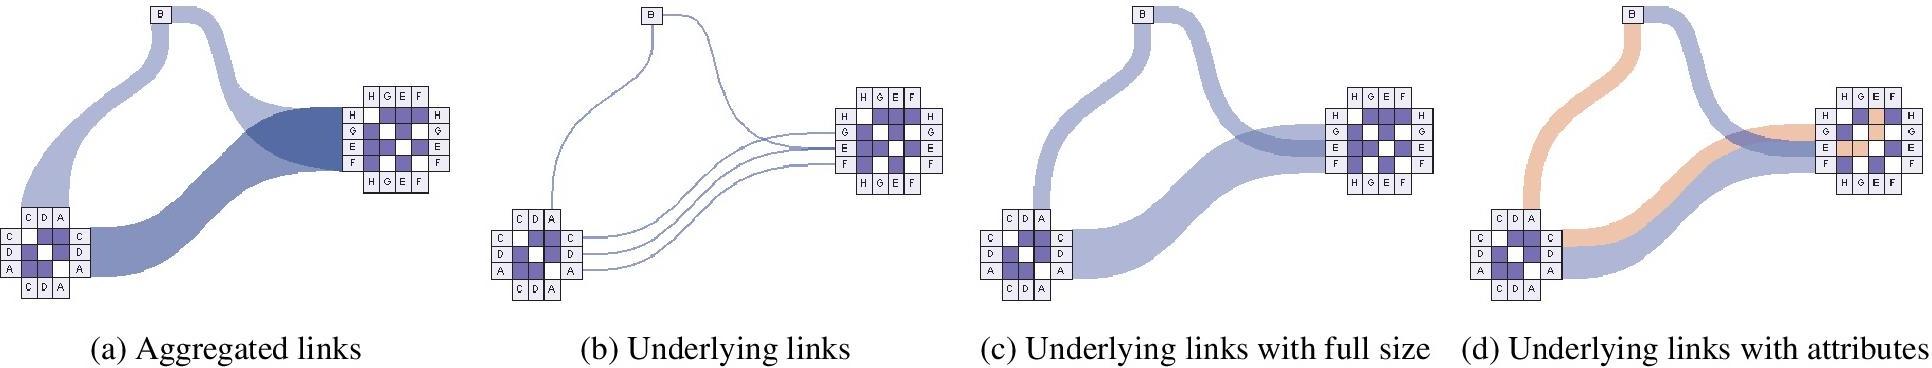 B
H G E F
H H
G G
E E
F F
H G E F
C D A
C C
D D
A A
C D A
(a) Aggregated links
B
H G E F
H H
G G
E E
F F
H G E F
C D A
C C
D D
A A
C D A
(b) Underlying links
B
H G E F
H H
G G
E E
F F
H G E F
C D A
C C
D D
A A
C D A
(c) Underlying links with full size
B
H G E F
H H
G G
E E
F F
H G E F
C D A
C C
D D
A A
C D A
(d) Underlying links with attributes